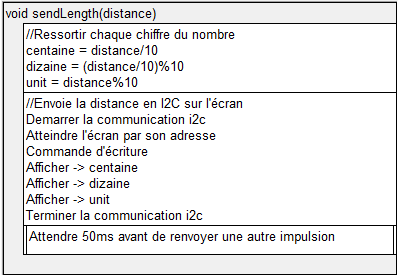 void sendLength(distance)
//Ressortir chaque chiffre du nombre
centaine = distance/10
dizaine = (distance/10)%10
unit = distance%10
//Envoie la distance en I2C sur l'écran
Demarrer la communication i2c
Atteindre l'écran par son adresse
Commande d'écriture
Afficher -> centaine
Afficher -> dizaine
Afficher -> unit
Terminer la communication i2c
Attendre 50ms avant de renvoyer une autre impulsion